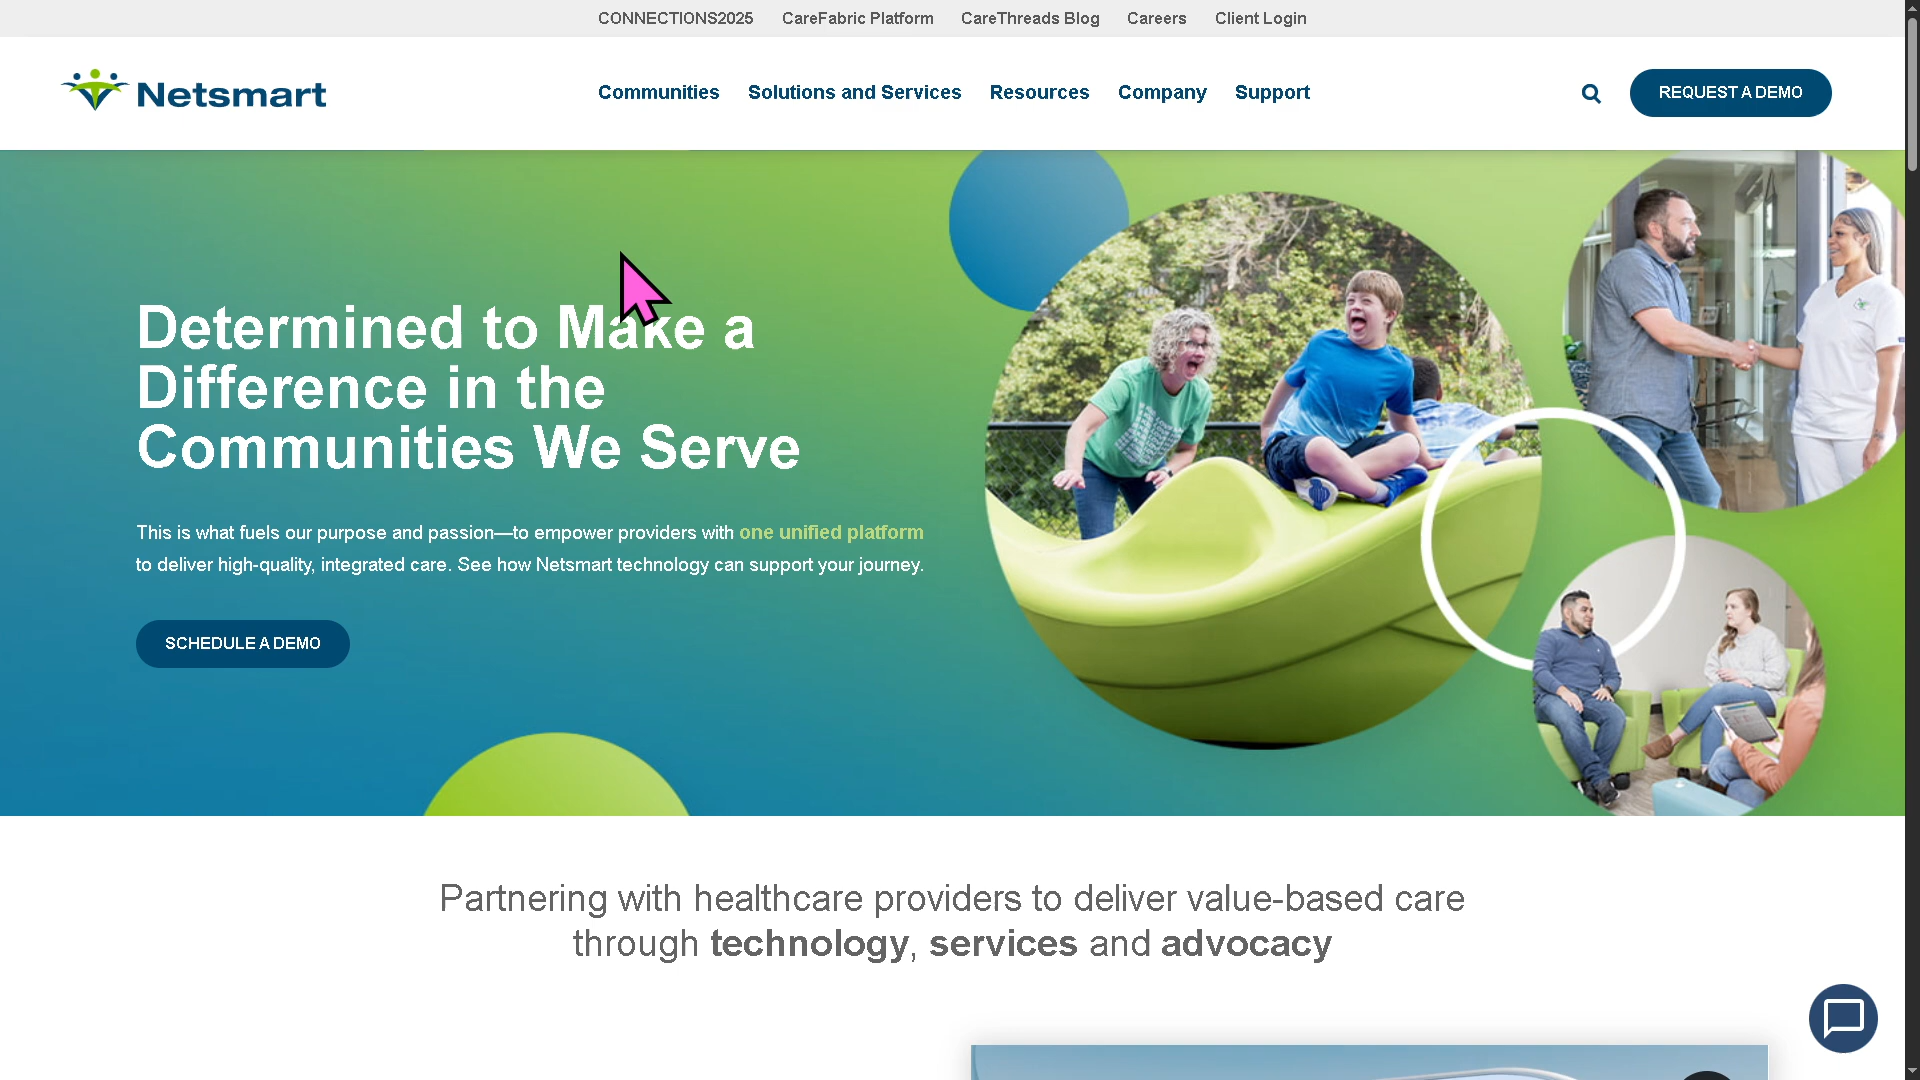 CONNECTIONS2025 CareFabric Platform CareThreads Blog Careers Client Login
Netsmart
Communities Solutions and Services Resources Company Support
REQUEST A DEMO
Determined to Make a
Difference in the
Communities We Serve
This is what fuels our purpose and passion—to empower providers with one unified platform
to deliver high-quality, integrated care. See how Netsmart technology can support your journey.
SCHEDULE A DEMO
Partnering with healthcare providers to deliver value-based care
through technology, services and advocacy